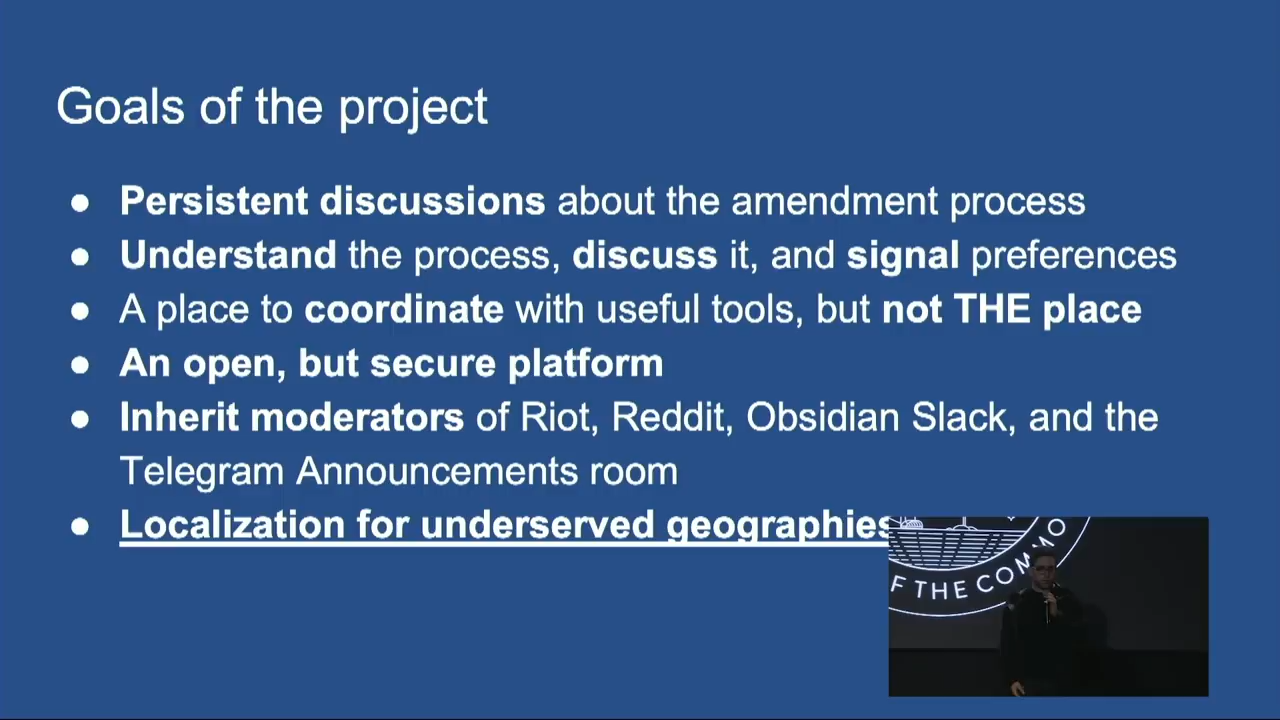 Goals of the project
● Persistent discussions about the amendment process
● Understand the process, discuss it, and signal preferences
● A place to coordinate with useful tools, but not THE place
● An open, but secure platform
● Inherit moderators of Riot, Reddit, Obsidian Slack, and the
Telegram Announcements room
● Localization for underserved geographies
F THE COMMO